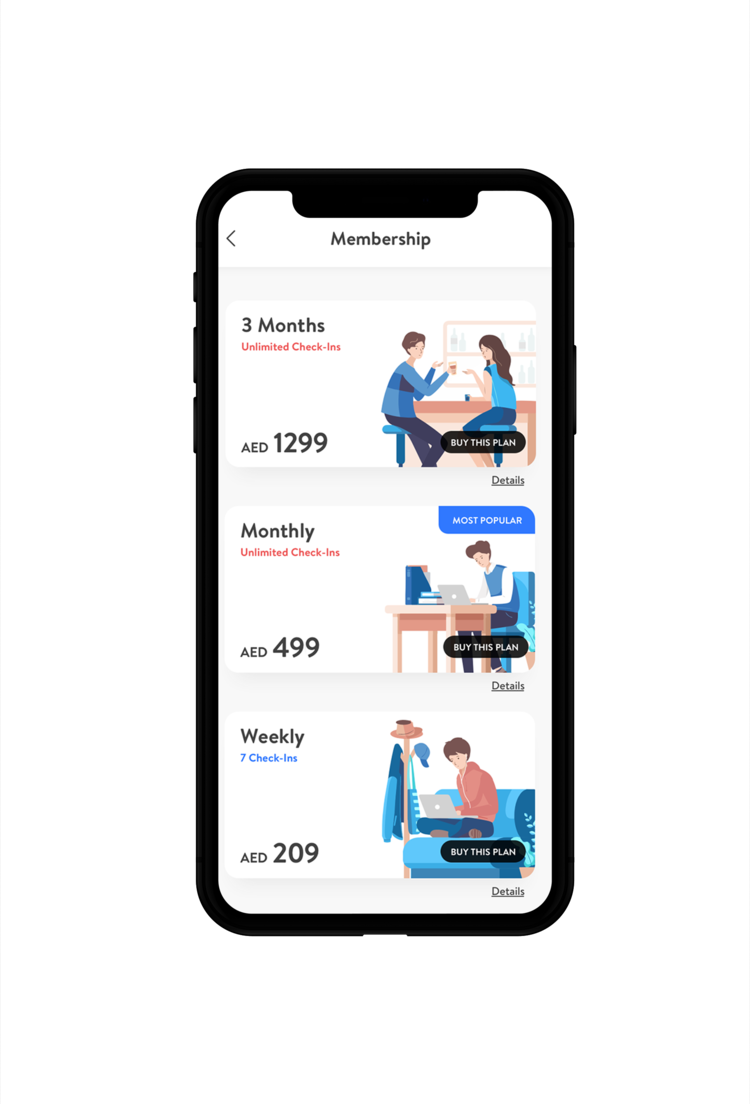 Membership
3 Months
Unlimited Check-Ins
AED 1299
BUY THIS PLAN
Details
MOST POPULAR
Monthly
Unlimited Check-Ins
AED 499
BUY THIS PLAN
Details
Weekly
7 Check-Ins
AED 209
BUY THIS PLAN
Details